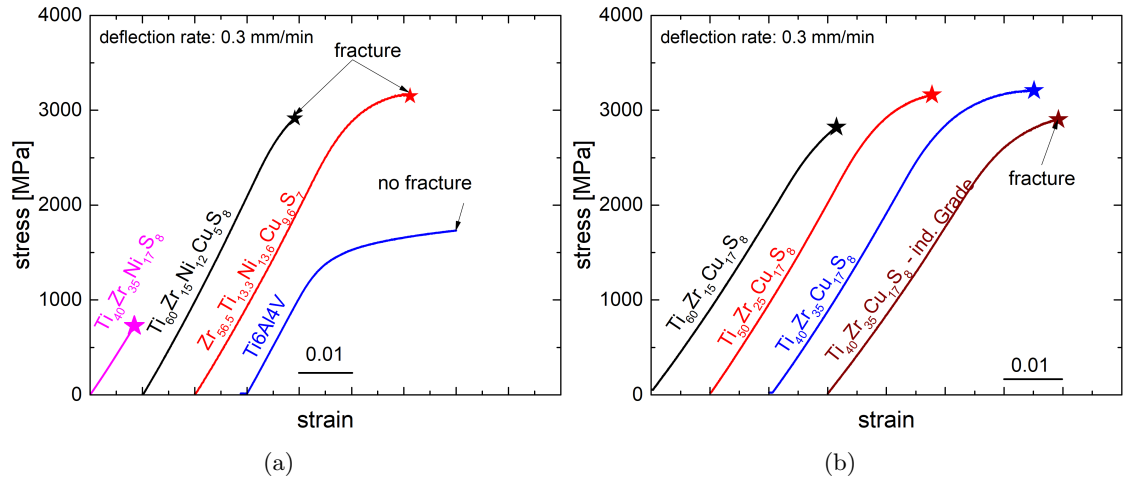 deflection rate: 0.3 mm/min
fracture
no fracture
Ti₄₀Zr₃₅Ni₁₇S₈
Ti₆₀Zr₁₅Ni₁₂Cu₅S₈
Zr₅₆.₅Ti₁₃.₃Ni₁₃.₆Cu₉.₆S₇
Ti6Al4V
0.01
4000
3000
2000
1000
0
stress [MPa]
strain
(a)
deflection rate: 0.3 mm/min
fracture
Ti₆₀Zr₁₅Cu₁₇S₈
Ti₅₀Zr₂₅Cu₁₇S₈
Ti₄₀Zr₃₅Cu₁₇S₈
Ti₄₀Zr₃₅Cu₁₇S₈ - ind. Grade
0.01
4000
3000
2000
1000
0
stress [MPa]
strain
(b)